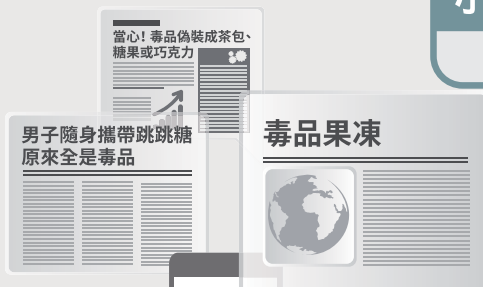 當心！毒品偽裝成茶包、
糖果或巧克力
男子隨身攜帶跳跳糖
原來全是毒品
毒品果凍